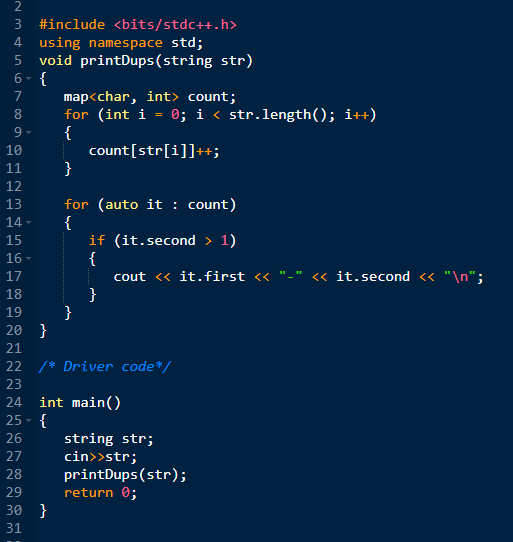 2
3 #include <bits/stdc++.h>
4 using namespace std;
5 void printDups(string str)
6 {
7 map<char, int> count;
8 for (int i = 0; i < str.length(); i++)
9 {
10 count[str[i]]++;
11 }
12
13 for (auto it : count)
14 {
15 if (it.second > 1)
16 {
17 cout << it.first << "-" << it.second << "\n";
18 }
19 }
20 }
21
22 /* Driver code*/
23
24 int main()
25 {
26 string str;
27 cin>>str;
28 printDups(str);
29 return 0;
30 }
31